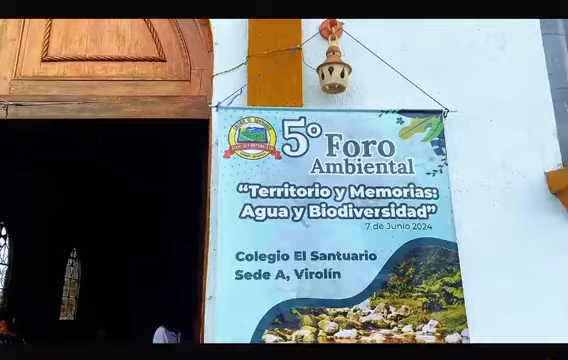 5º Foro
Ambiental
“Territorio y Memorias:
Agua y Biodiversidad”
7 de Junio 2024
Colegio El Santuario
Sede A, Virolín